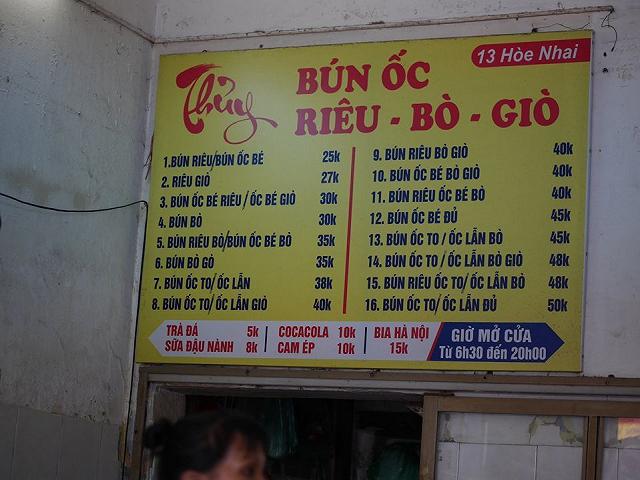 13 Hòe Nhai
Thủy
BÚN ỐC
RIÊU - BÒ - GIÒ
1.BÚN RIÊU/BÚN ỐC BÉ 25k
2. RIÊU GIÒ 27k
3. BÚN ỐC BÉ RIÊU / ỐC BÉ GIÒ 30k
4. BÚN BÒ 30k
5. BÚN RIÊU BÒ/BÚN ỐC BÉ BÒ 35k
6. BÚN BÒ GÒ 35k
7. BÚN ỐC TO/ ỐC LẪN 38k
8. BÚN ỐC TO/ ỐC LẪN GIÒ 40k
9. BÚN RIÊU BÒ GIÒ 40k
10. BÚN ỐC BÉ BÒ GIÒ 40k
11. BÚN RIÊU ỐC BÉ BÒ 40k
12. BÚN ỐC BÉ ĐỦ 45k
13. BÚN ỐC TO / ỐC LẪN BÒ 45k
14. BÚN ỐC TO / ỐC LẪN BÒ GIÒ 48k
15. BÚN RIÊU ỐC TO/ ỐC LẪN BÒ 48k
16. BÚN ỐC TO/ ỐC LẪN ĐỦ 50k
TRÀ ĐÁ 5k
SỮA ĐẬU NÀNH 8k
COCACOLA 10k
CAM ÉP 10k
BIA HÀ NỘI
15k
GIỜ MỞ CỬA
Từ 6h30 đến 20h00